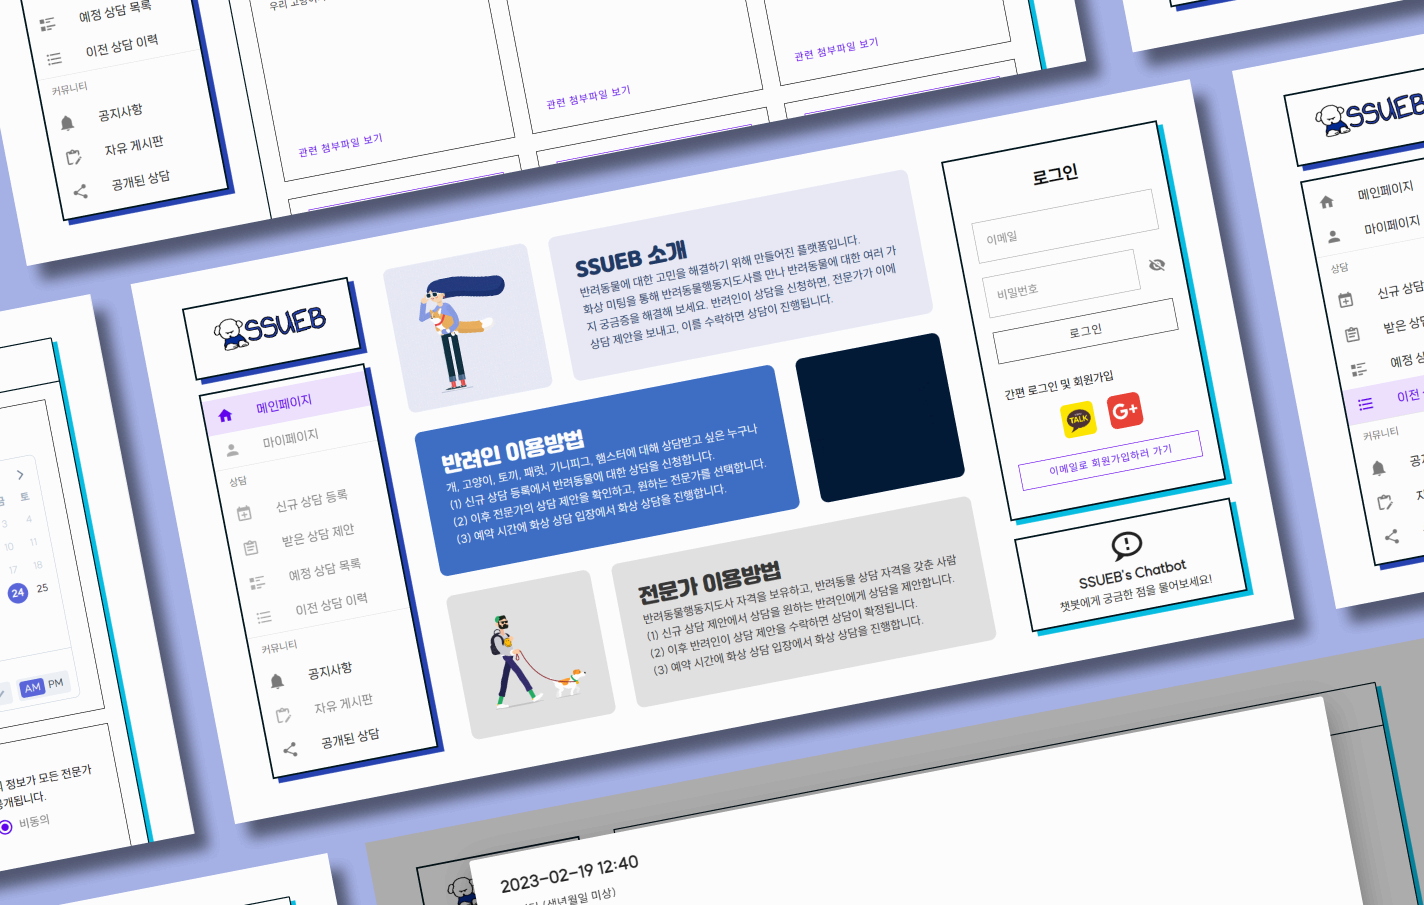 예정 상담 목록
이전 상담 이력
커뮤니티
공지사항
자유 게시판
공개된 상담
관련 첨부파일 보기
관련 첨부파일 보기
관련 첨부파일 보기
SSUEB
메인페이지
마이페이지
상담
신규 상담 등록
받은 상담 제안
예정 상담 목록
이전 상담 이력
커뮤니티
공지사항
자유 게시판
공개된 상담
SSUEB 소개
반려동물에 대한 고민을 해결하기 위해 만들어진 플랫폼입니다.
화상 미팅을 통해 반려동물행동지도사를 만나 반려동물에 대한 여러 가
지 궁금증을 해결해 보세요. 반려인이 상담을 신청하면, 전문가가 이에
상담 제안을 보내고, 이를 수락하면 상담이 진행됩니다.
반려인 이용방법
개, 고양이, 토끼, 패럿, 기니피그, 햄스터에 대해 상담받고 싶은 누구나
(1) 신규 상담 등록에서 반려동물에 대한 상담을 신청합니다.
(2) 이후 전문가의 상담 제안을 확인하고, 원하는 전문가를 선택합니다.
(3) 예약 시간에 화상 상담 입장에서 화상 상담을 진행합니다.
전문가 이용방법
반려동물행동지도사 자격을 보유하고, 반려동물 상담 자격을 갖춘 사람
(1) 신규 상담 제안에서 상담을 원하는 반려인에게 상담을 제안합니다.
(2) 이후 반려인이 상담 제안을 수락하면 상담이 확정됩니다.
(3) 예약 시간에 화상 상담 입장에서 화상 상담을 진행합니다.
로그인
이메일
비밀번호
로그인
간편 로그인 및 회원가입
TALK
G+
이메일로 회원가입하러 가기
SSUEB's Chatbot
챗봇에게 궁금한 점을 물어보세요!
SSUEB
메인페이지
마이페이지
상담
신규 상담
받은 상담
예정 상
이전
커뮤니티
토
3 4
10 11
17 18
24 25
AM PM
정보가 모든 전문가
공개됩니다.
비동의
2023-02-19 12:40
(생년월일 미상)